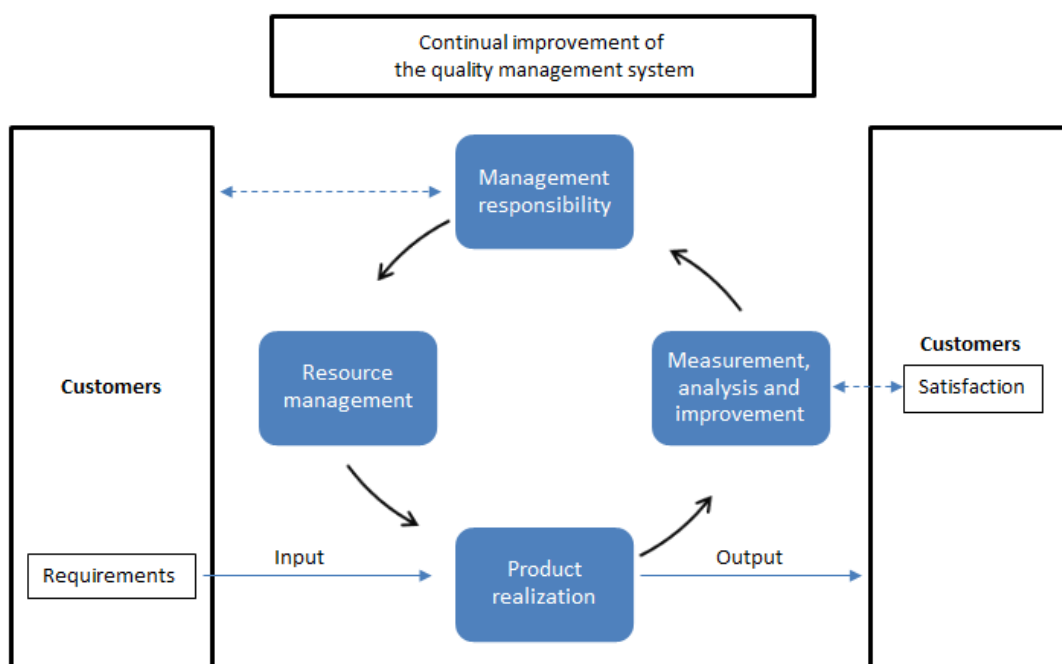 Continual improvement of
the quality management system
Management
responsibility
Customers
Resource
management
Measurement,
analysis and
improvement
Customers
Satisfaction
Requirements
Input
Product
realization
Output